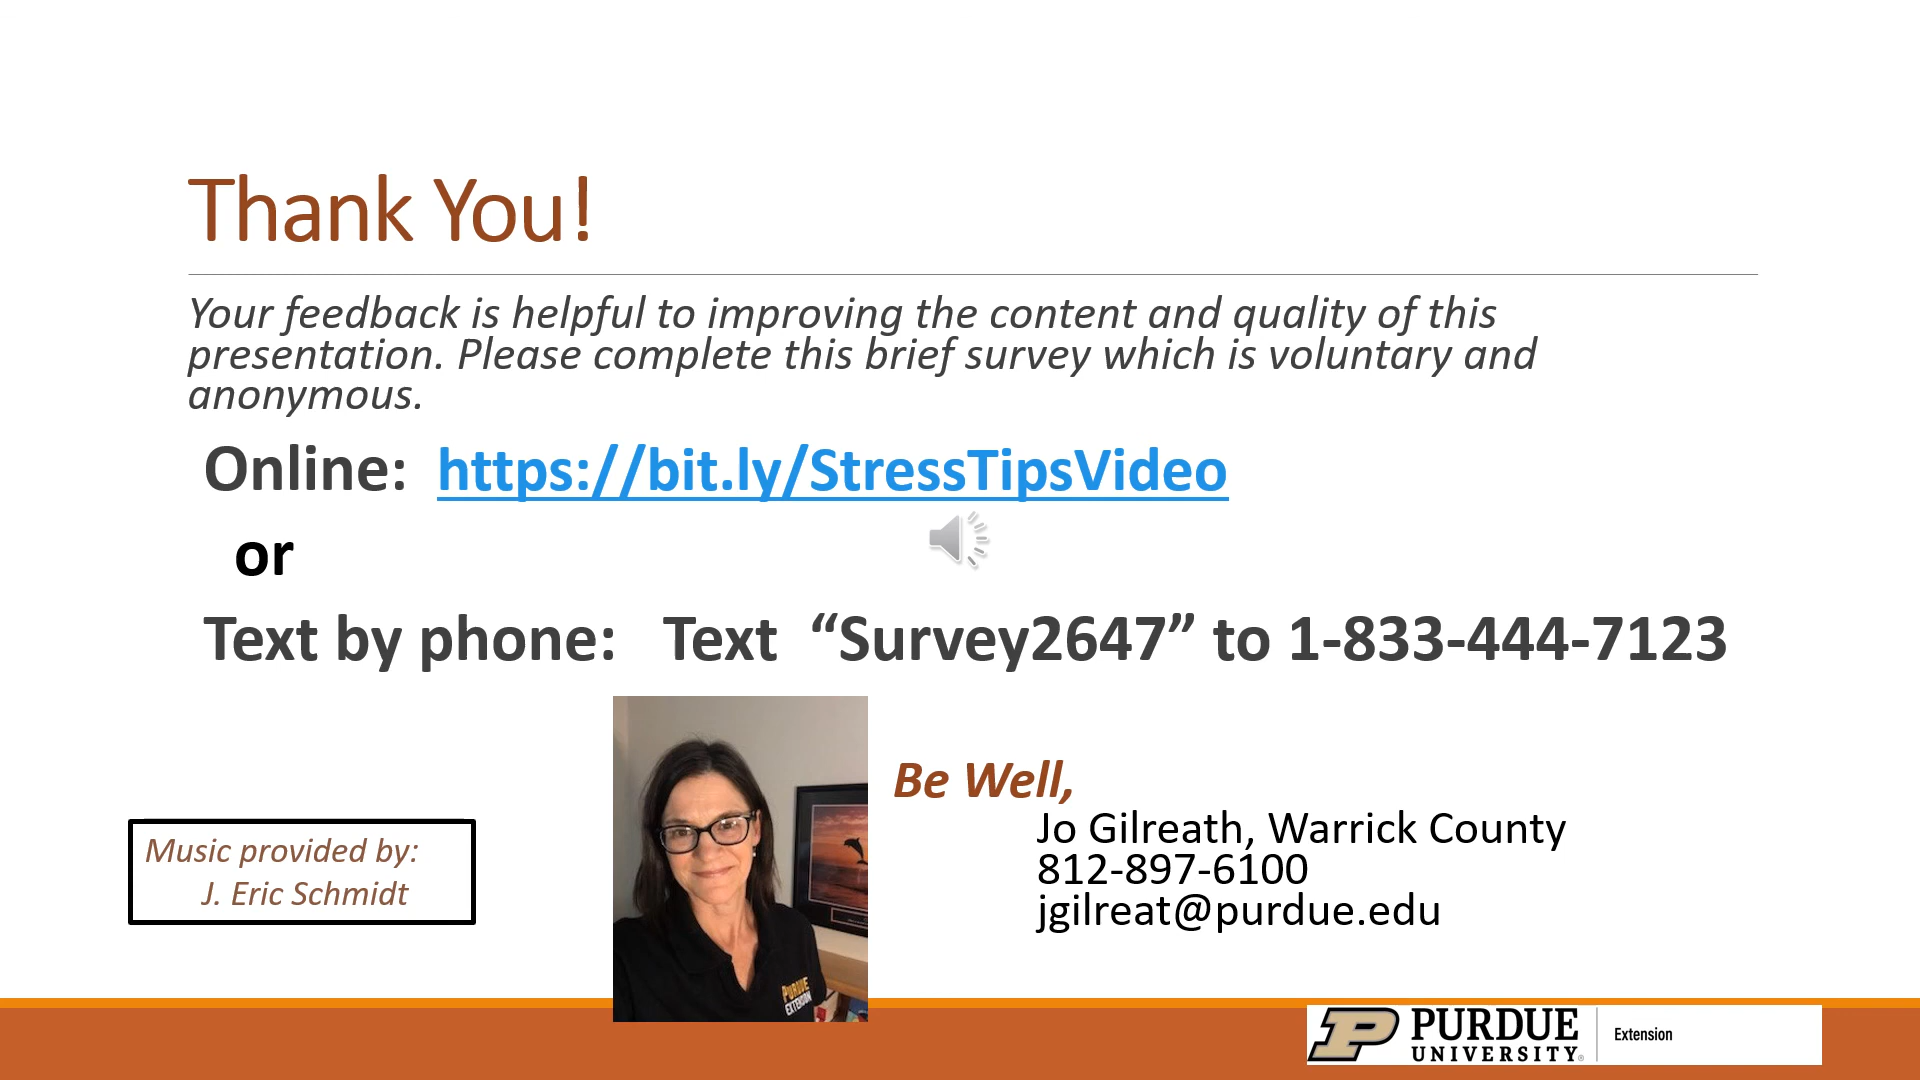 Thank You!
Your feedback is helpful to improving the content and quality of this
presentation. Please complete this brief survey which is voluntary and
anonymous.
Online: https://bit.ly/StressTipsVideo
or
Text by phone: Text “Survey2647” to 1-833-444-7123
Be Well,
Jo Gilreath, Warrick County
812-897-6100
jgilreat@purdue.edu
Music provided by:
J. Eric Schmidt
PURDUE
EXTENSION
PURDUE
UNIVERSITY®
Extension